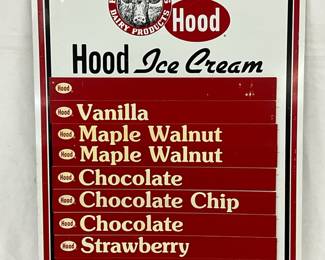 DAIRY PRODUCTS
Hood
Hood Ice Cream
Hood
Hood Vanilla
Hood Maple Walnut
Hood Maple Walnut
Hood Chocolate
Hood Chocolate Chip
Hood Chocolate
Hood Strawberry